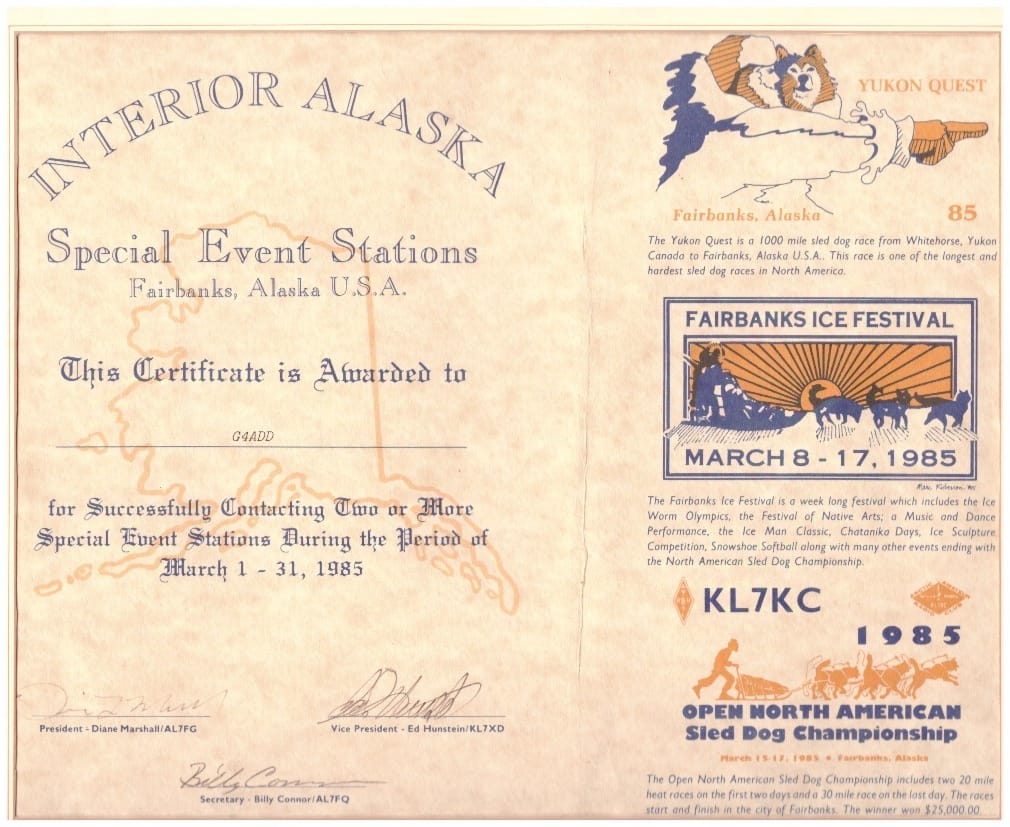 INTERIOR ALASKA
Special Event Stations
Fairbanks, Alaska U.S.A.
This Certificate is Awarded to
G4ADD
for Successfully Contacting Two or More
Special Event Stations During the Period of
March 1 - 31, 1985
President - Diane Marshall/AL7FG
Vice President - Ed Hunstein/KL7XD
Billy Connor
Secretary - Billy Connor/AL7FQ
YUKON QUEST
Fairbanks, Alaska
85
The Yukon Quest is a 1000 mile sled dog race from Whitehorse, Yukon
Canada to Fairbanks, Alaska U.S.A.. This race is one of the longest and
hardest sled dog races in North America.
FAIRBANKS ICE FESTIVAL
MARCH 8 - 17, 1985
The Fairbanks Ice Festival is a week long festival which includes the Ice
Worm Olympics, the Festival of Native Arts; a Music and Dance
Performance, the Ice Man Classic, Chatanika Days, Ice Sculpture
Competition, Snowshoe Softball along with many other events ending with
the North American Sled Dog Championship.
KL7KC
1985
OPEN NORTH AMERICAN
Sled Dog Championship
March 15-17, 1985 * Fairbanks, Alaska
The Open North American Sled Dog Championship includes two 20 mile
heat races on the first two days and a 30 mile race on the last day. The races
start and finish in the city of Fairbanks. The winner won $25,000.00.